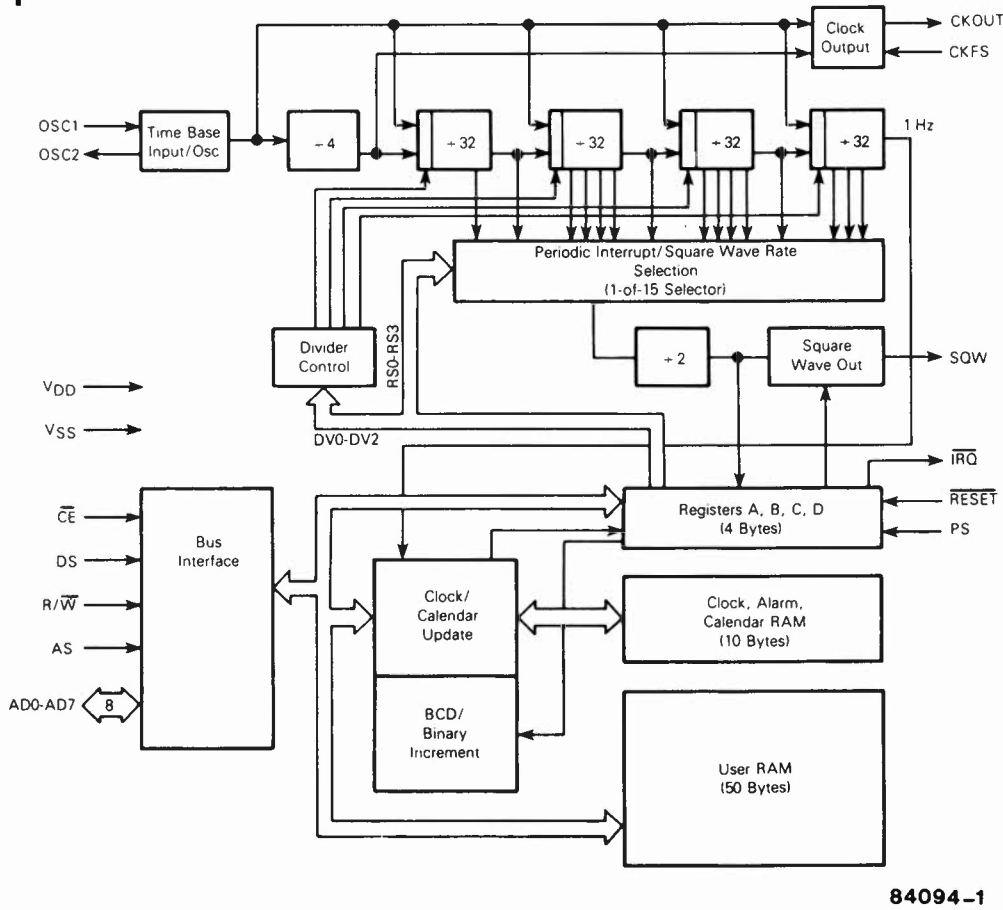 Clock
Output
CKOUT
CKFS
OSC1
OSC2
Time Base
Input/Osc
÷ 4
÷ 32
÷ 32
÷ 32
÷ 32
1 Hz
Periodic Interrupt/Square Wave Rate
Selection
(1-of-15 Selector)
RS0-RS3
Divider
Control
÷ 2
Square
Wave Out
SQW
VDD
VSS
DV0-DV2
IRQ
RESET
PS
Registers A, B, C, D
(4 Bytes)
CE
DS
R/W
AS
AD0-AD7
8
Bus
Interface
Clock/
Calendar
Update
Clock, Alarm,
Calendar RAM
(10 Bytes)
BCD/
Binary
Increment
User RAM
(50 Bytes)
84094-1